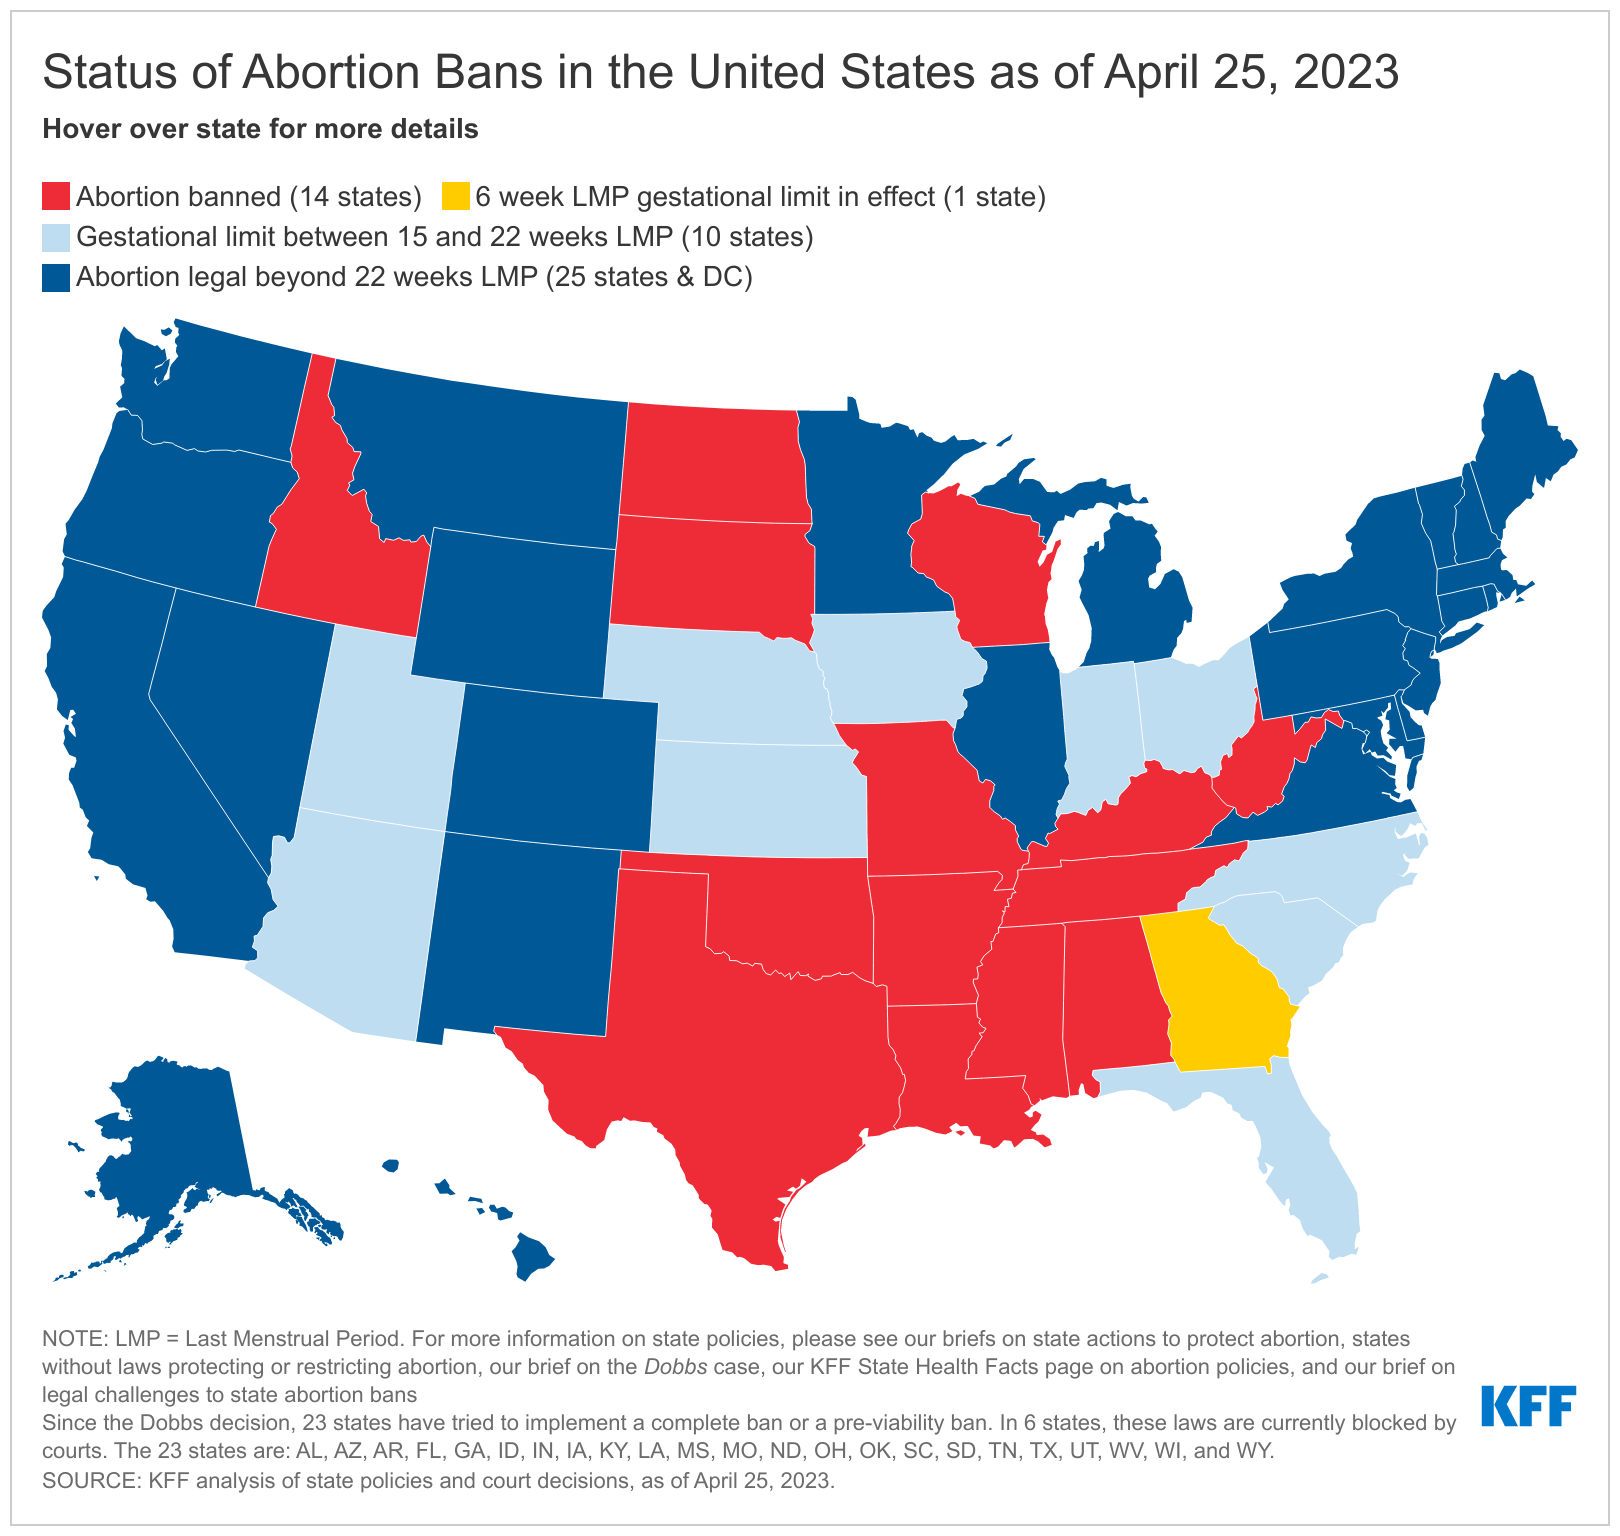 Status of Abortion Bans in the United States as of April 25, 2023
Hover over state for more details
Abortion banned (14 states) 6 week LMP gestational limit in effect (1 state)
Gestational limit between 15 and 22 weeks LMP (10 states)
Abortion legal beyond 22 weeks LMP (25 states & DC)
NOTE: LMP = Last Menstrual Period. For more information on state policies, please see our briefs on state actions to protect abortion, states
without laws protecting or restricting abortion, our brief on the Dobbs case, our KFF State Health Facts page on abortion policies, and our brief on
legal challenges to state abortion bans
Since the Dobbs decision, 23 states have tried to implement a complete ban or a pre-viability ban. In 6 states, these laws are currently blocked by
courts. The 23 states are: AL, AZ, AR, FL, GA, ID, IN, IA, KY, LA, MS, MO, ND, OH, OK, SC, SD, TN, TX, UT, WV, WI, and WY.
SOURCE: KFF analysis of state policies and court decisions, as of April 25, 2023.
KFF